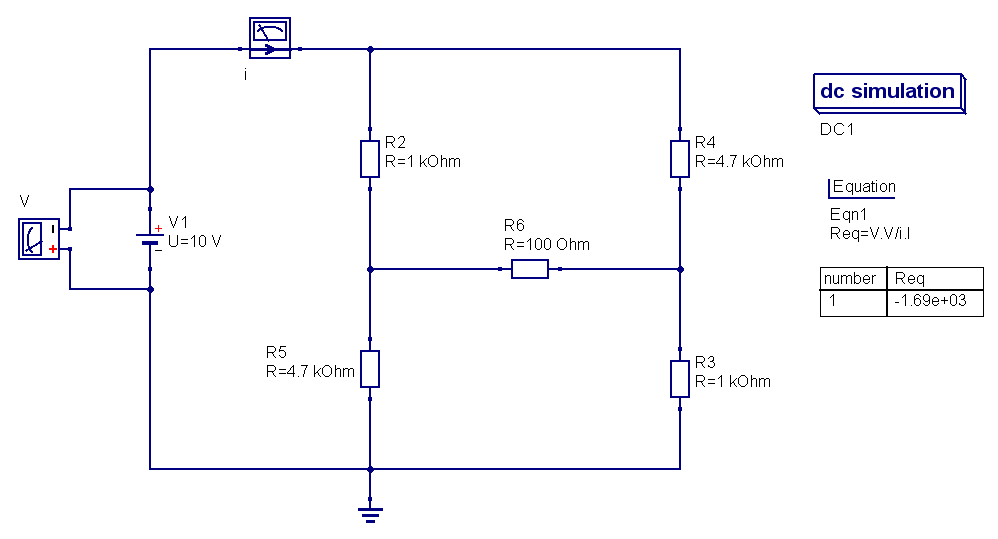 i
R2
R=1 kOhm
R4
R=4.7 kOhm
dc simulation
DC1
V
V1
U=10 V
R6
R=100 Ohm
Equation
Eqn1
Req=V.V/i.I
number Req
1 -1.69e+03
R5
R=4.7 kOhm
R3
R=1 kOhm